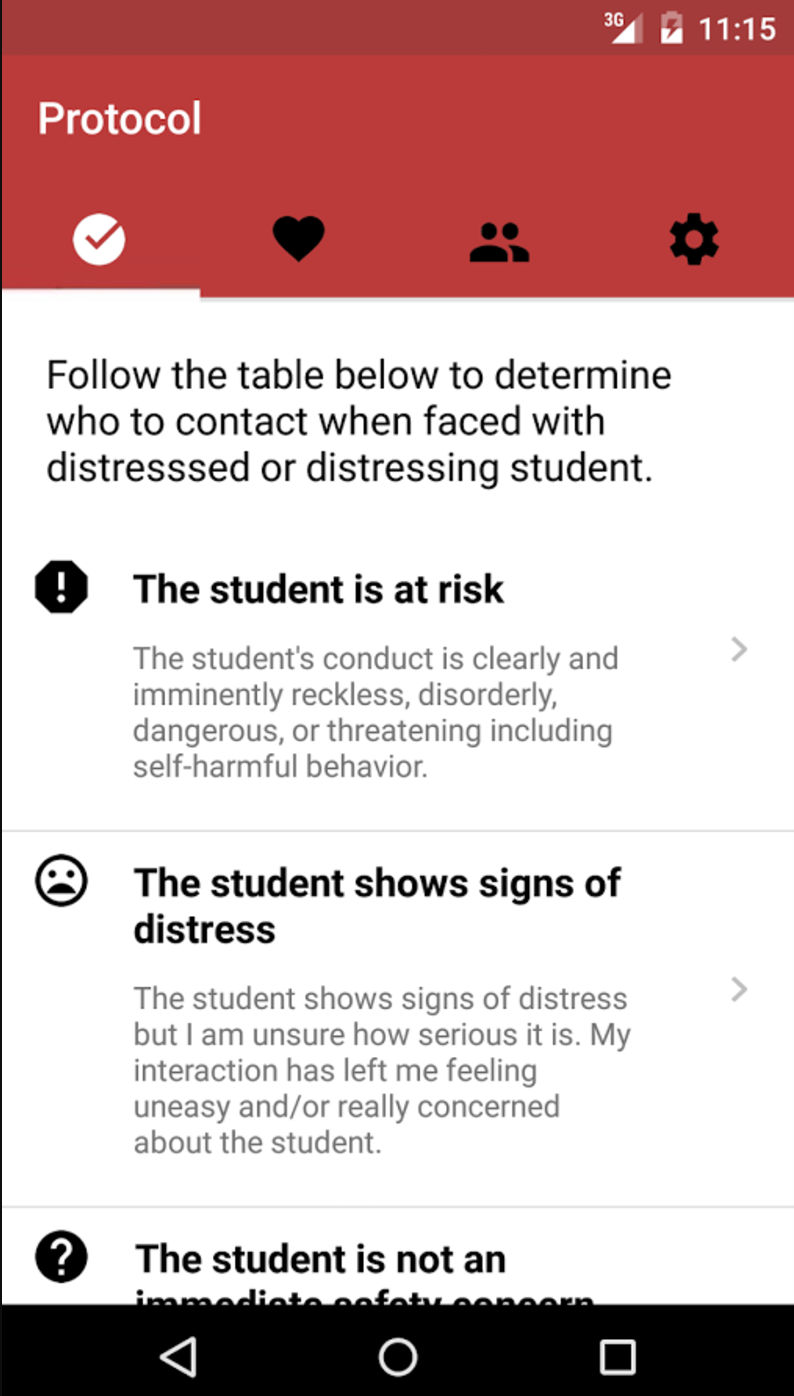 3G 11:15
Protocol
Follow the table below to determine
who to contact when faced with
distresssed or distressing student.
The student is at risk
The student's conduct is clearly and
imminently reckless, disorderly,
dangerous, or threatening including
self-harmful behavior.
The student shows signs of
distress
The student shows signs of distress
but I am unsure how serious it is. My
interaction has left me feeling
uneasy and/or really concerned
about the student.
The student is not an
immediate safety concern